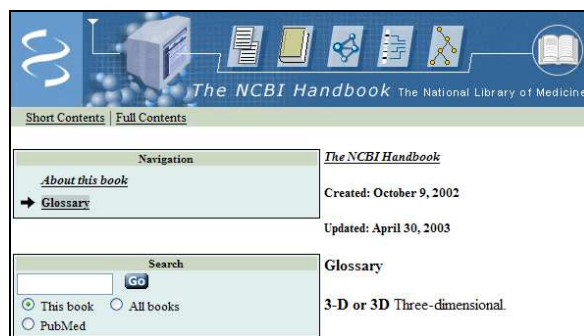 The NCBI Handbook The National Library of Medicine
Short Contents | Full Contents
Navigation
About this book
Glossary
Search
Go
This book All books
PubMed
The NCBI Handbook
Created: October 9, 2002
Updated: April 30, 2003
Glossary
3-D or 3D Three-dimensional.